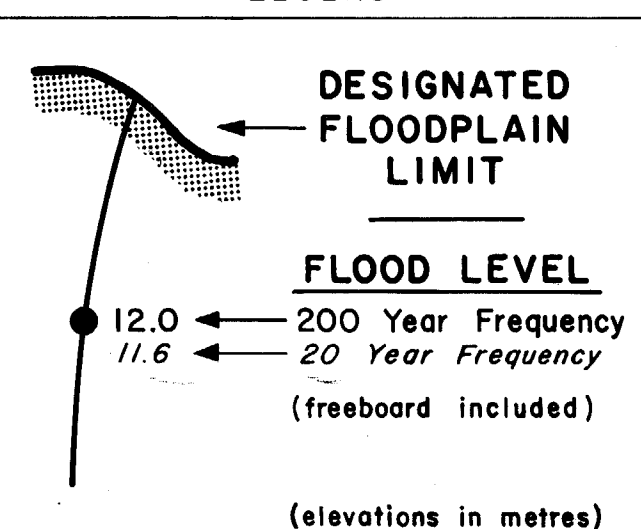 DESIGNATED
FLOODPLAIN
LIMIT
FLOOD LEVEL
12.0 200 Year Frequency
11.6 20 Year Frequency
(freeboard included)
(elevations in metres)